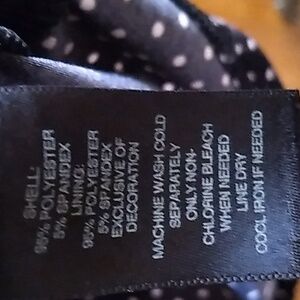 SHELL:
95% POLYESTER
5% SPANDEX
LINING:
95% POLYESTER
5% SPANDEX
EXCLUSIVE OF
DECORATION
MACHINE WASH COLD
SEPARATELY
ONLY NON-
CHLORINE BLEACH
WHEN NEEDED
LINE DRY
COOL IRON IF NEEDED